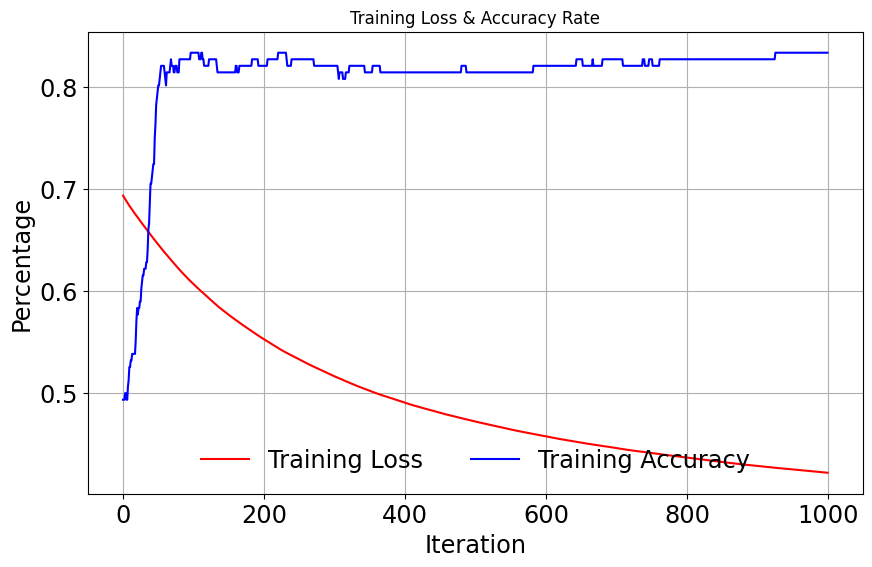 Training Loss & Accuracy Rate
0.8
0.7
0.6
0.5
Percentage
Training Loss
Training Accuracy
0 200 400 600 800 1000
Iteration